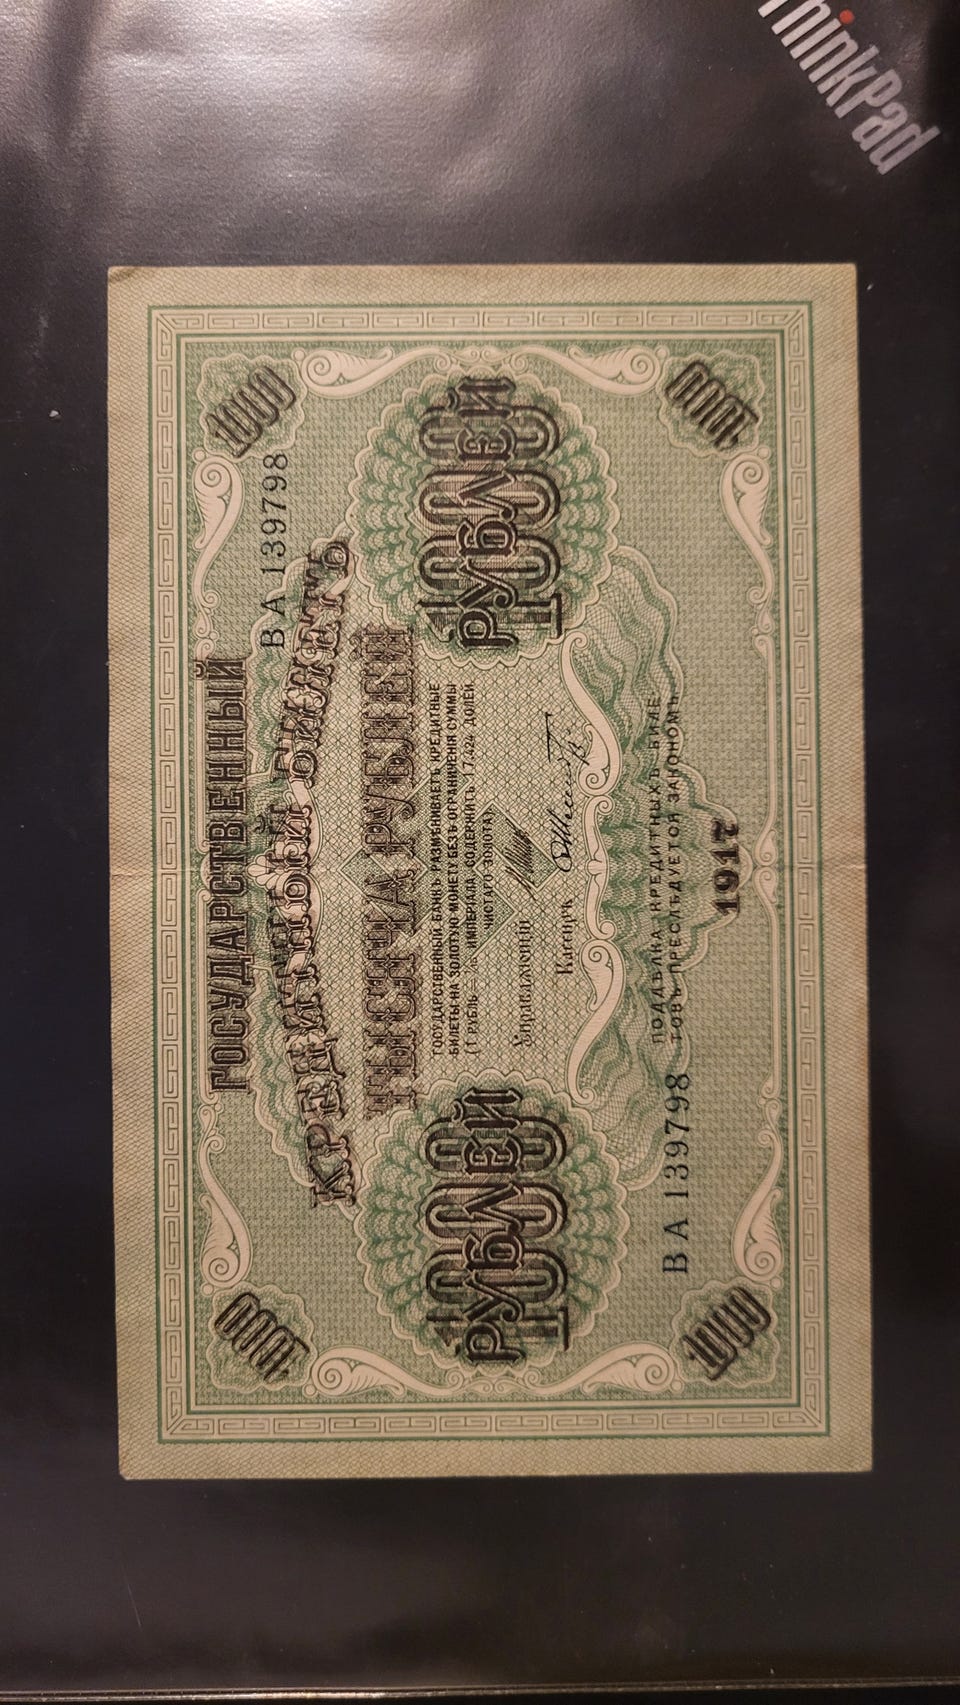 ThinkPad
ГОСУДАРСТВЕННЫЙ
1000
ВА 139798
1000
КРЕДИТНЫЙ БИЛЕТЪ
ТЫСЯЧА РУБЛЕЙ
1000
РУБЛЕЙ
1000
РУБЛЕЙ
ГОСУДАРСТВЕННЫЙ БАНКЪ РАЗМѢНИВАЕТЪ КРЕДИТНЫЕ
БИЛЕТЫ НА ЗОЛОТУЮ МОНЕТУ БЕЗЪ ОГРАНИЧЕНІЯ СУММЫ
(1 РУБЛЬ = 1/15 ИМПЕРІАЛА СОДЕРЖИТЪ 17,424 ДОЛЕЙ
ЧИСТАГО ЗОЛОТА)
Управляющій
Кассиръ
ВА 139798
ПОДДѢЛКА КРЕДИТНЫХЪ БИЛЕ
ТОВЪ ПРЕСЛѢДУЕТСЯ ЗАКОНОМЪ
1000
1917
1000